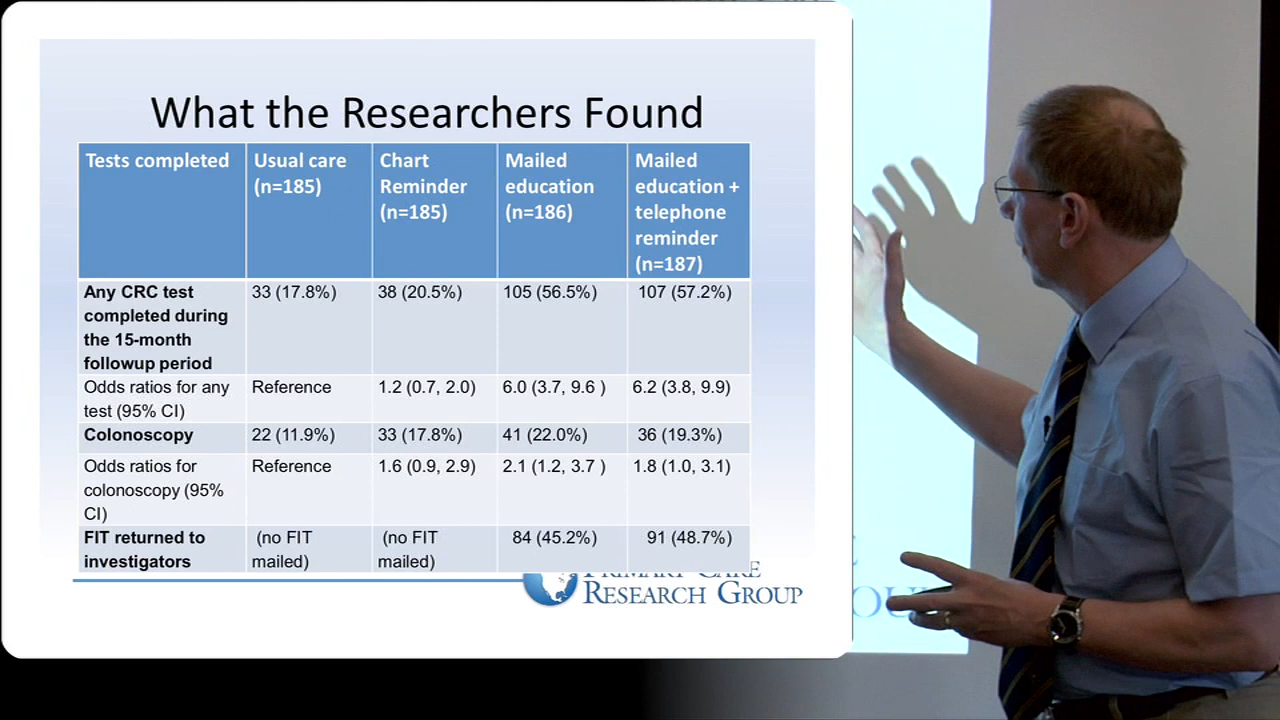 What the Researchers Found
Tests completed
Usual care
(n=185)
Chart
Reminder
(n=185)
Mailed
education
(n=186)
Mailed
education +
telephone
reminder
(n=187)
Any CRC test
completed during
the 15-month
followup period
33 (17.8%)
38 (20.5%)
105 (56.5%)
107 (57.2%)
Odds ratios for any
test (95% CI)
Reference
1.2 (0.7, 2.0)
6.0 (3.7, 9.6 )
6.2 (3.8, 9.9)
Colonoscopy
22 (11.9%)
33 (17.8%)
41 (22.0%)
36 (19.3%)
Odds ratios for
colonoscopy (95%
CI)
Reference
1.6 (0.9, 2.9)
2.1 (1.2, 3.7 )
1.8 (1.0, 3.1)
FIT returned to
investigators
(no FIT
mailed)
(no FIT
mailed)
84 (45.2%)
91 (48.7%)
PRIMARY CARE
RESEARCH GROUP